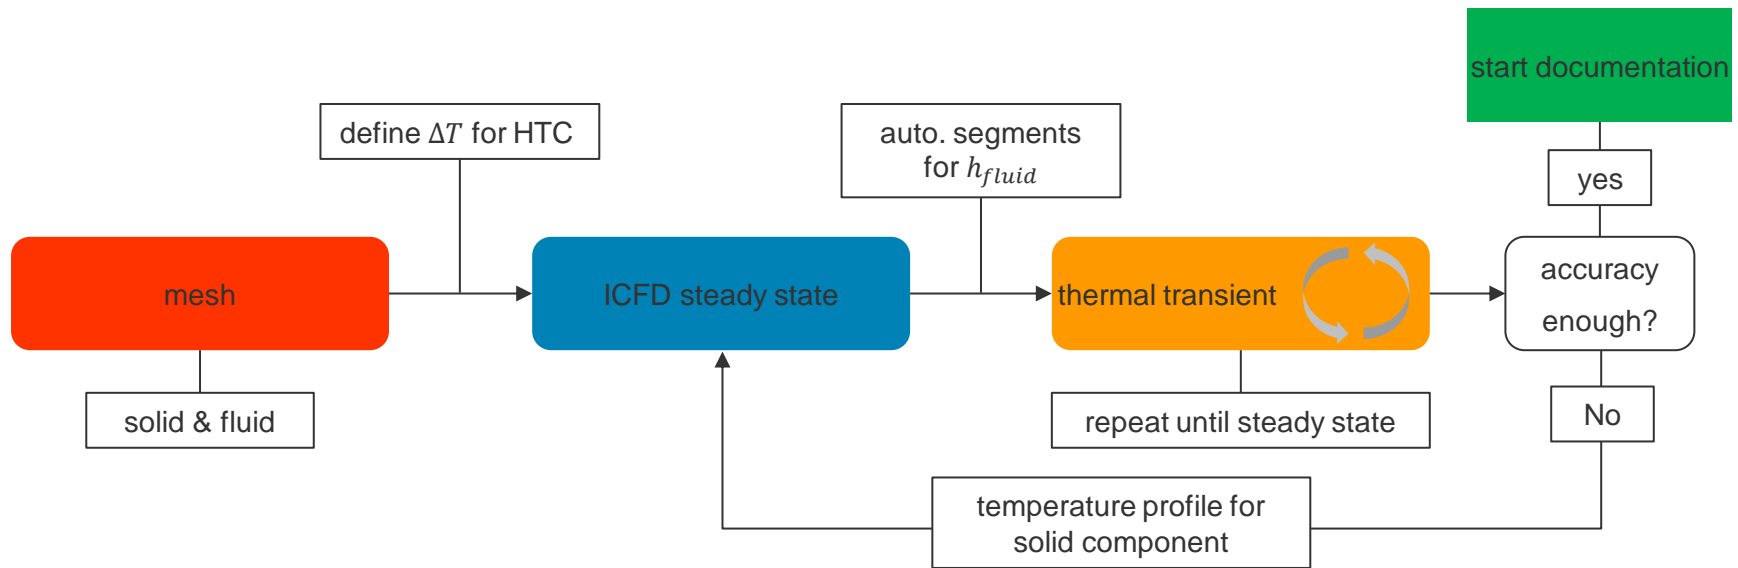 start documentation
define ΔT for HTC
auto. segments
for h_fluid
yes
mesh
ICFD steady state
thermal transient
accuracy
enough?
solid & fluid
repeat until steady state
No
temperature profile for
solid component